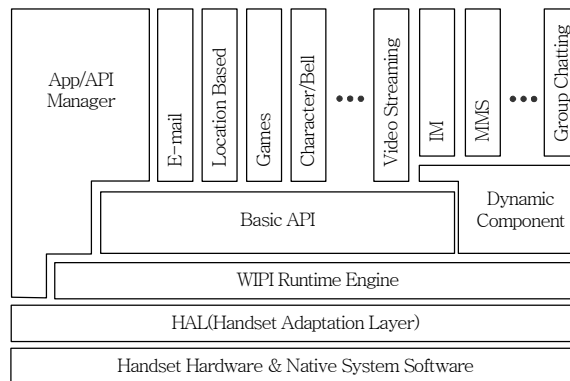 App/API
Manager
E-mail
Location Based
Games
Character/Bell
•••
Video Streaming
IM
MMS
•••
Group Chatting
Basic API
Dynamic
Component
WIPI Runtime Engine
HAL(Handset Adaptation Layer)
Handset Hardware & Native System Software